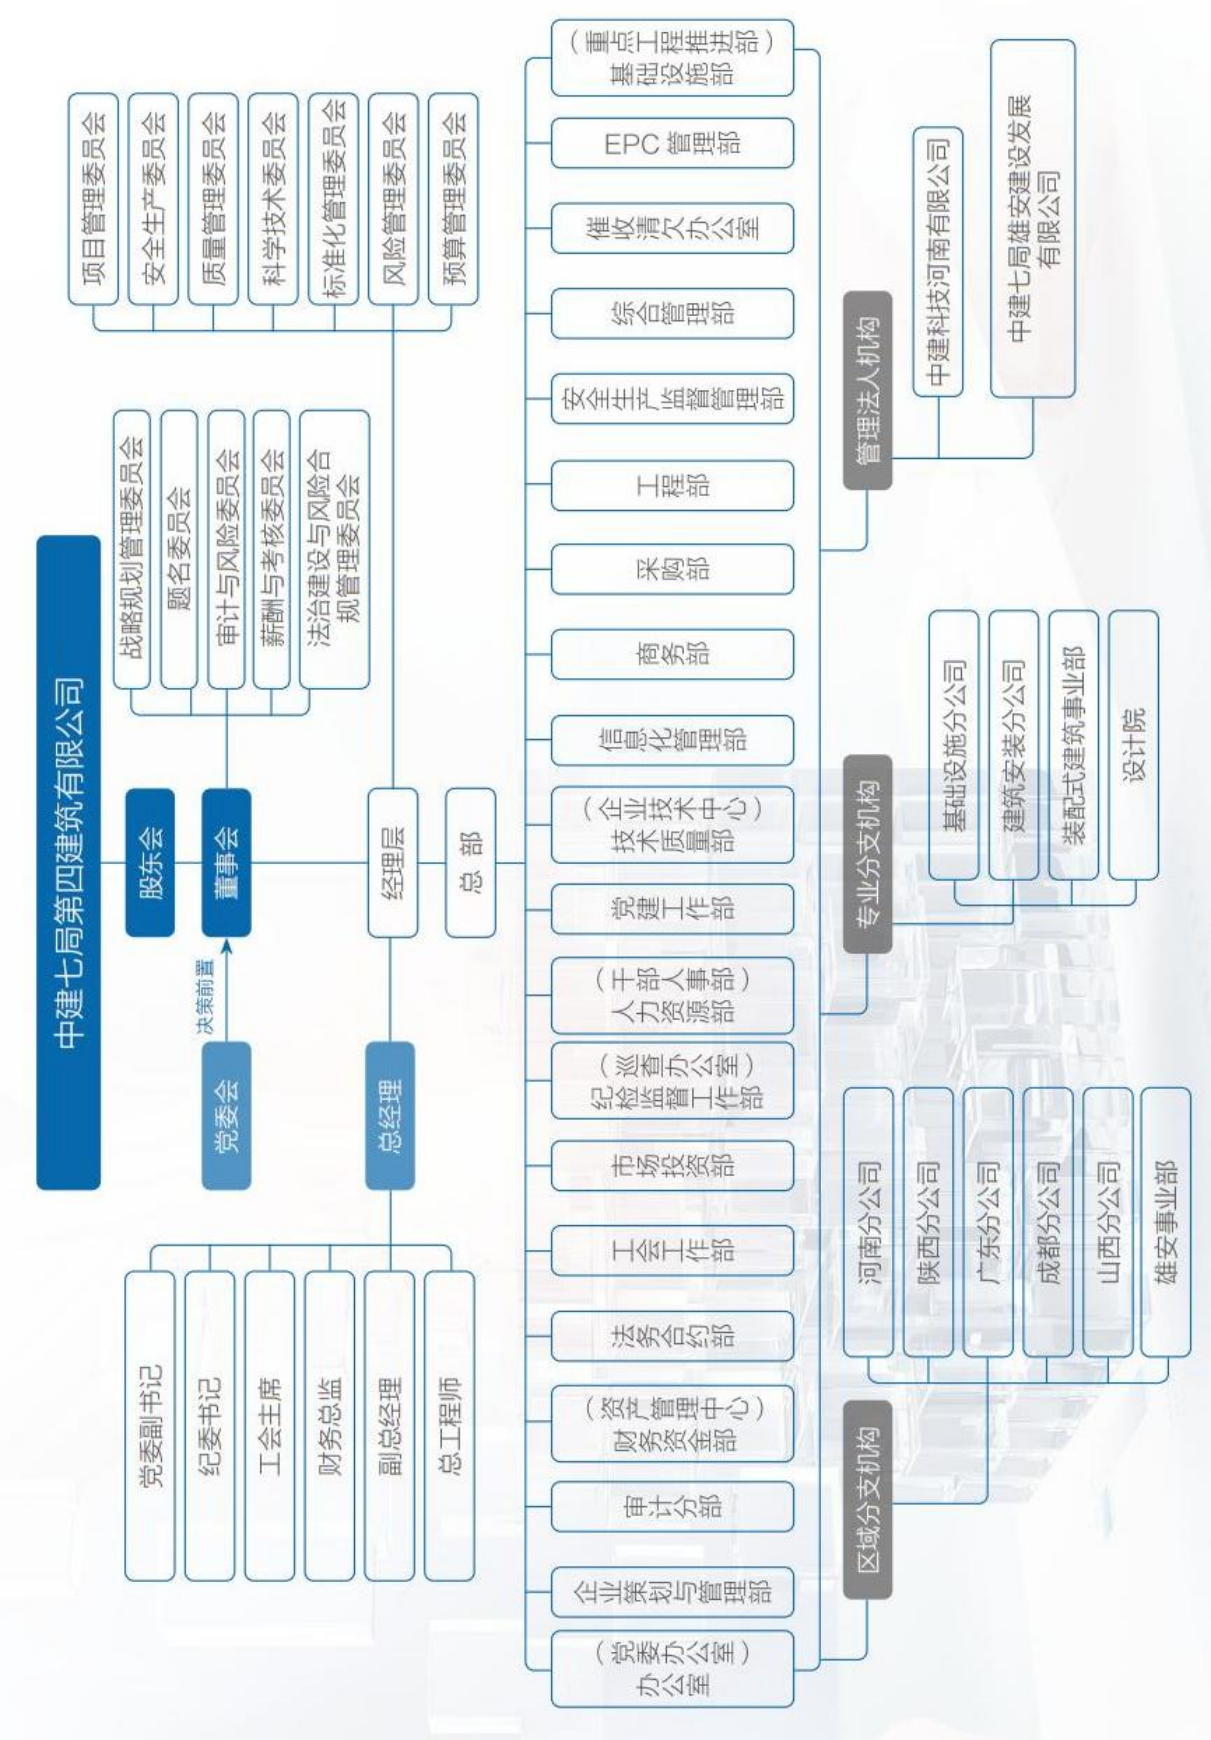 中建七局第四建筑有限公司
股东会
党委会
决策前置
董事会
战略规划管理委员会
题名委员会
审计与风险委员会
薪酬与考核委员会
法治建设与风险合
规管理委员会
总经理
经理层
党委副书记
纪委书记
工会主席
财务总监
副总经理
总工程师
项目管理委员会
安全生产委员会
质量管理委员会
科学技术委员会
标准化管理委员会
风险管理委员会
预算管理委员会
总 部
办公室
（党委办公室）
企业策划与管理部
审计分部
财务资金部
（资产管理中心）
法务合约部
工会工作部
市场投资部
纪检监督工作部
（巡查办公室）
人力资源部
（干部人事部）
党建工作部
技术质量部
（企业技术中心）
信息化管理部
商务部
采购部
工程部
安全生产监督管理部
综合管理部
催收清欠办公室
EPC 管理部
基础设施部
（重点工程推进部）
区域分支机构
河南分公司
陕西分公司
广东分公司
成都分公司
山西分公司
雄安事业部
专业分支机构
基础设施分公司
建筑安装分公司
装配式建筑事业部
设计院
管理法人机构
中建科技河南有限公司
中建七局雄安建设发展
有限公司